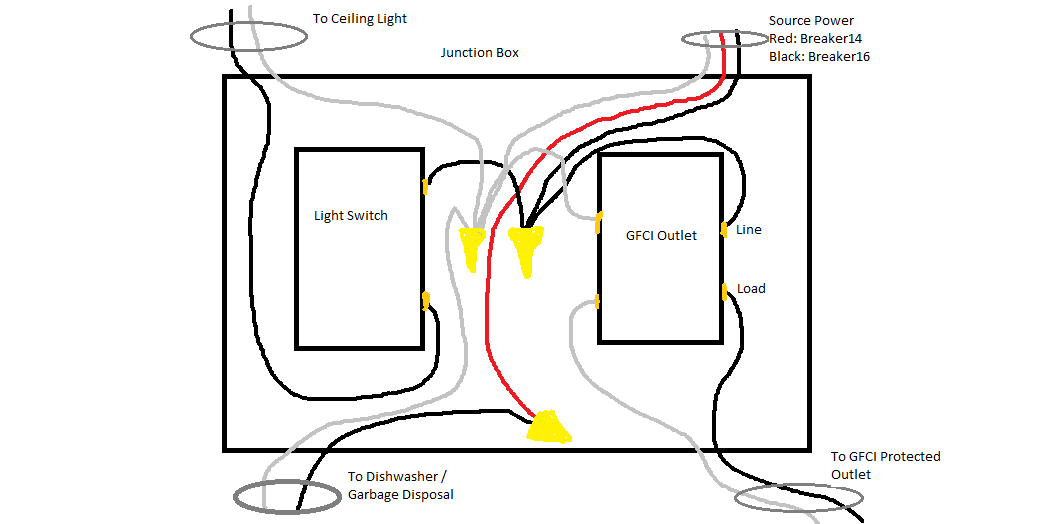 To Ceiling Light
Source Power
Red: Breaker14
Black: Breaker16
Junction Box
Light Switch
GFCI Outlet
Line
Load
To Dishwasher /
Garbage Disposal
To GFCI Protected
Outlet